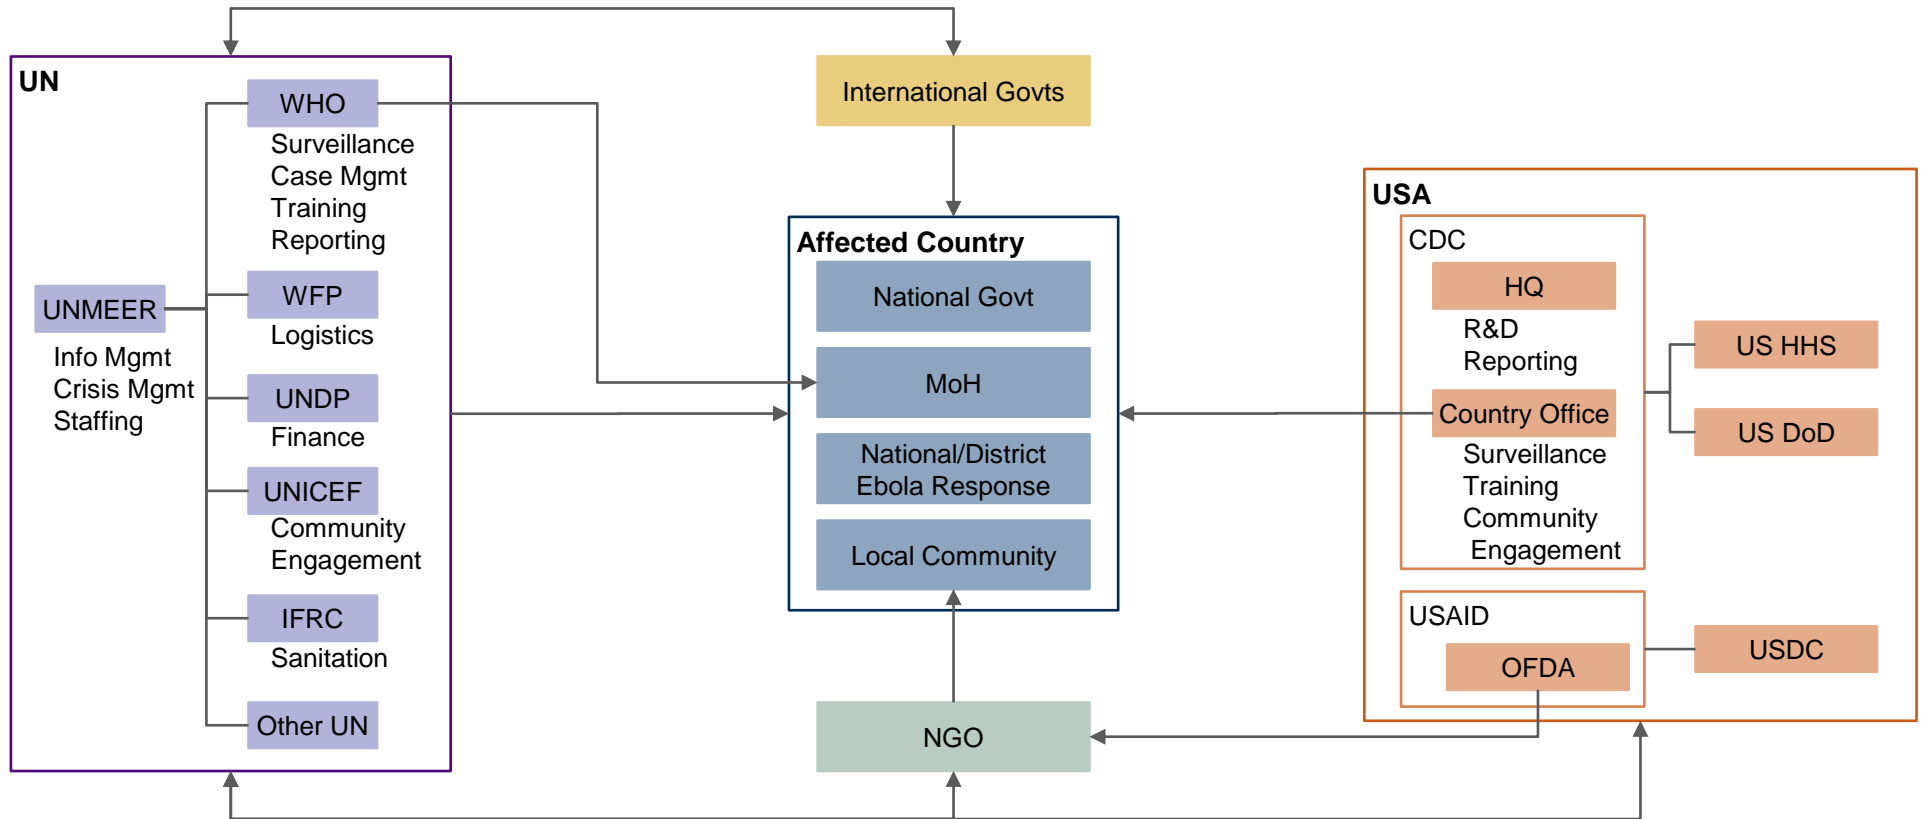 UN
WHO
Surveillance
Case Mgmt
Training
Reporting
UNMEER
Info Mgmt
Crisis Mgmt
Staffing
WFP
Logistics
UNDP
Finance
UNICEF
Community
Engagement
IFRC
Sanitation
Other UN
International Govts
Affected Country
National Govt
MoH
National/District
Ebola Response
Local Community
NGO
USA
CDC
HQ
R&D
Reporting
Country Office
Surveillance
Training
Community
Engagement
US HHS
US DoD
USAID
OFDA
USDC